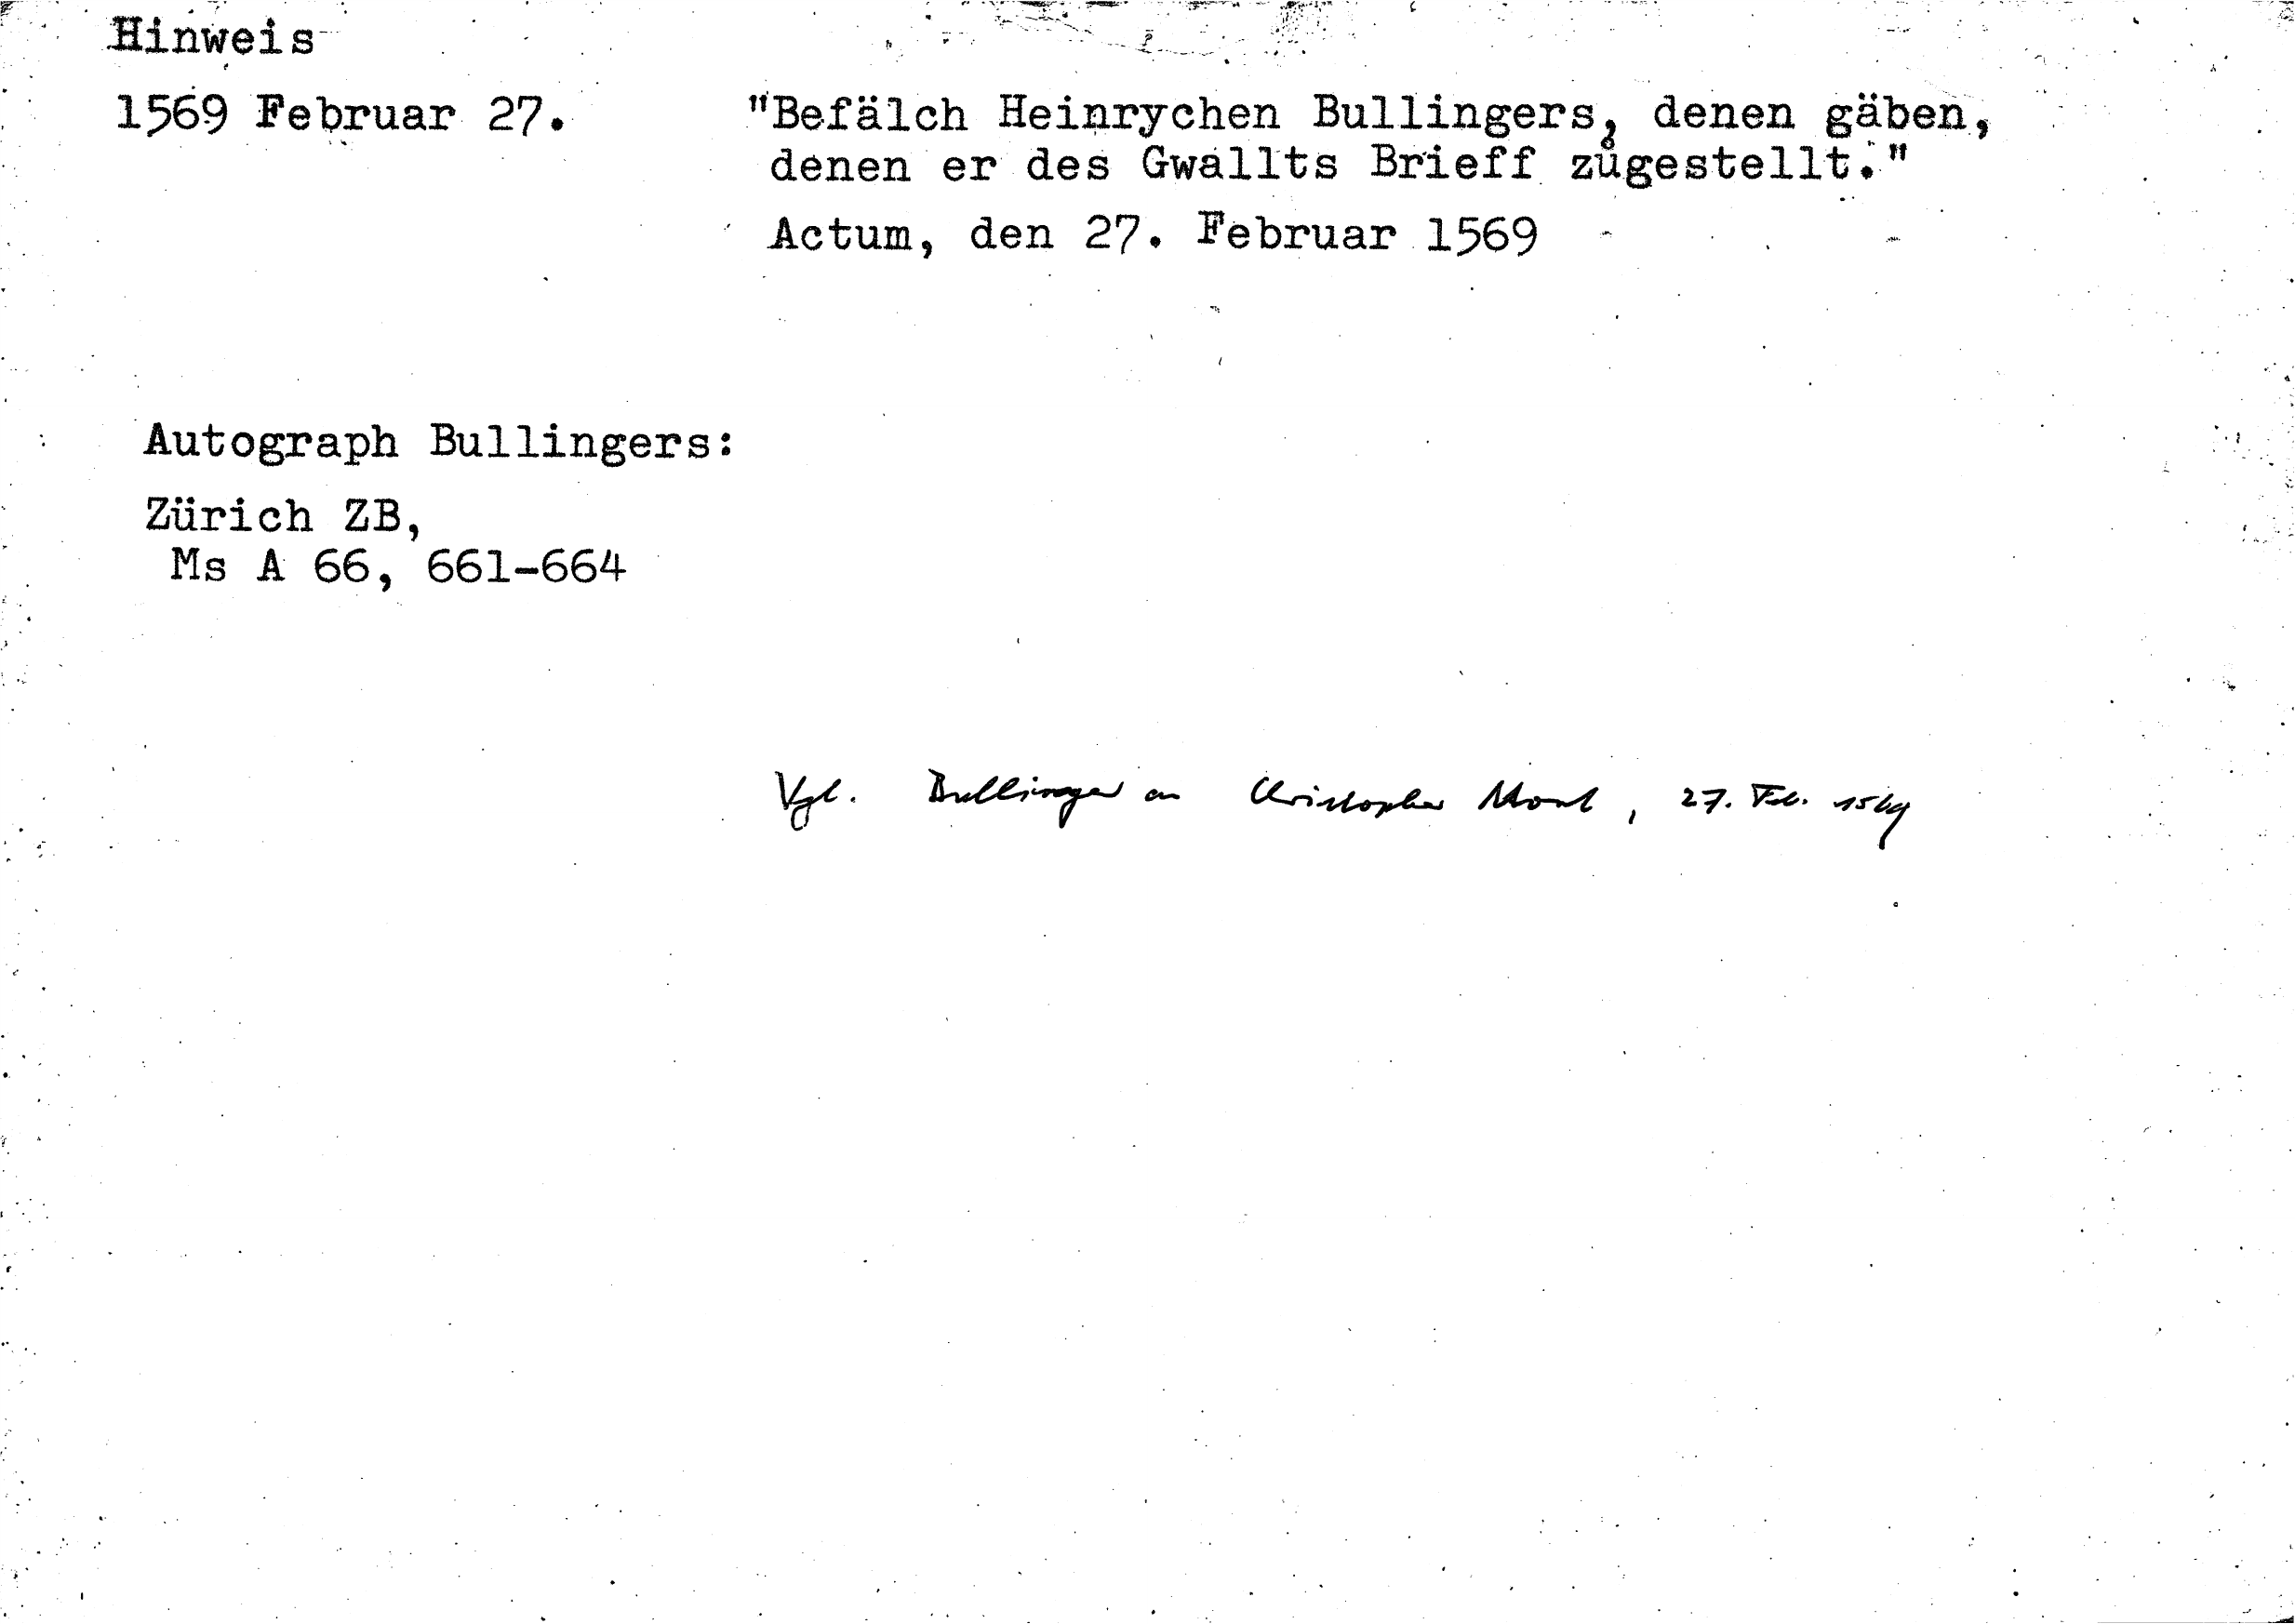 Hinweis
1569 Februar 27.
"Befälch Heinrychen Bullingers, denen gäben,
denen er des Gwallts Brieff zůgestellt."
Actum, den 27. Februar 1569
Autograph Bullingers:
Zürich ZB,
Ms A 66, 661-664
Vgl. Bullinger an Christopher Mont, 27. Feb. 1569